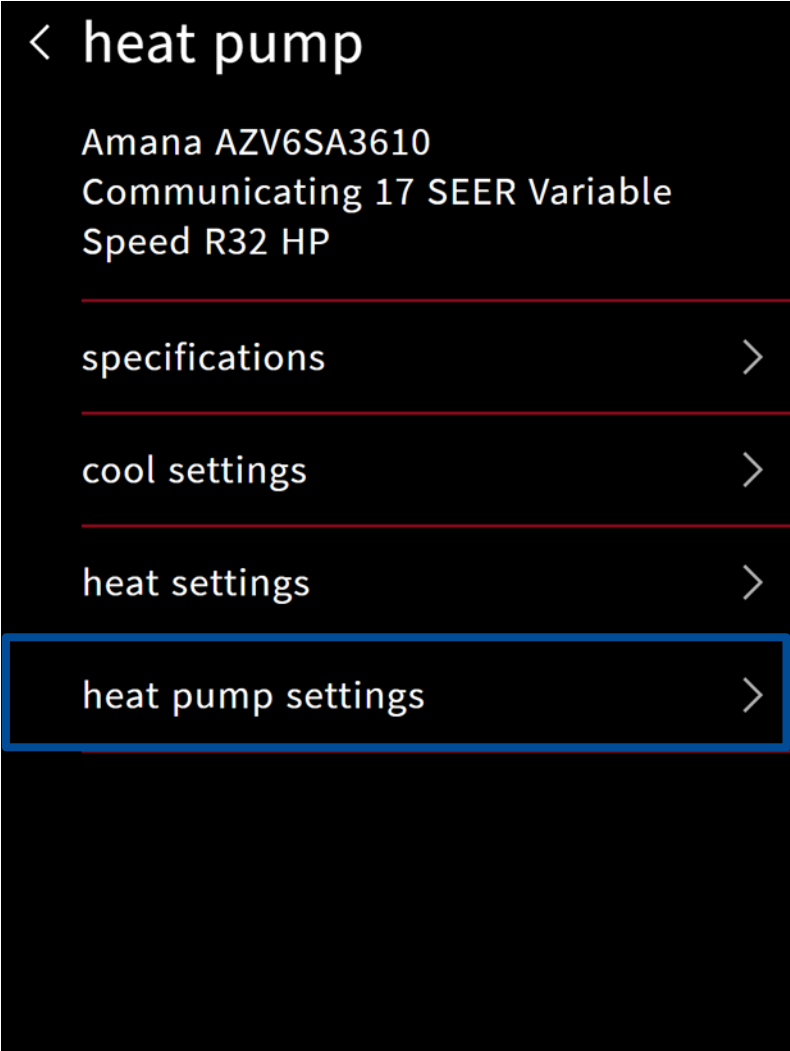 heat pump
Amana AZV6SA3610
Communicating 17 SEER Variable
Speed R32 HP
specifications
cool settings
heat settings
heat pump settings